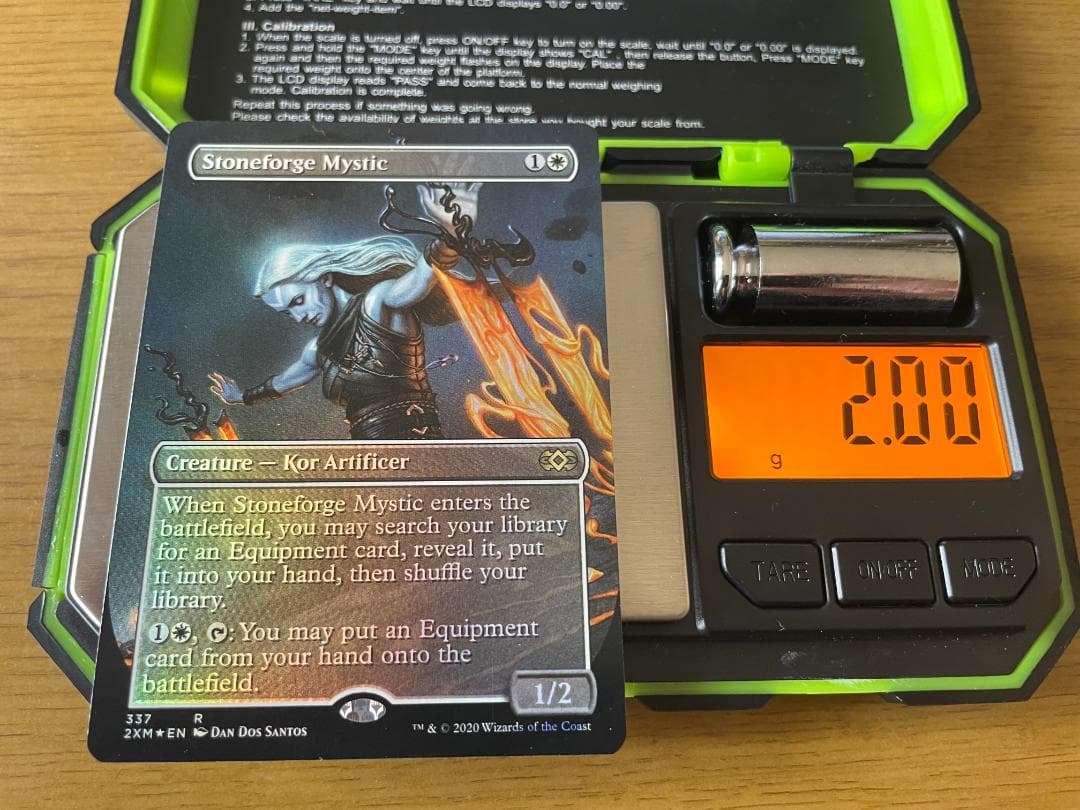 4. Add the "net-weight-item".
III. Calibration
1. When the scale is turned off, press ON/OFF key to turn on the scale, wait until "0.0" or "0.00" is displayed.
2. Press and hold the "MODE" key until the display shows "CAL", then release the button. Press "MODE" key
again and then the required weight flashes on the display. Place the
required weight onto the center of the platform.
3. The LCD display reads "PASS" and come back to the normal weighing
mode. Calibration is complete.
Repeat this process if something was going wrong.
Please check the availability of weights at the store you bought your scale from.
Stoneforge Mystic 1
Creature — Kor Artificer
When Stoneforge Mystic enters the
battlefield, you may search your library
for an Equipment card, reveal it, put
it into your hand, then shuffle your
library.
1, : You may put an Equipment
card from your hand onto the
battlefield.
1/2
337 R
2XM★EN DAN DOS SANTOS
™ & © 2020 Wizards of the Coast
2.00
g
TARE ON/OFF MODE